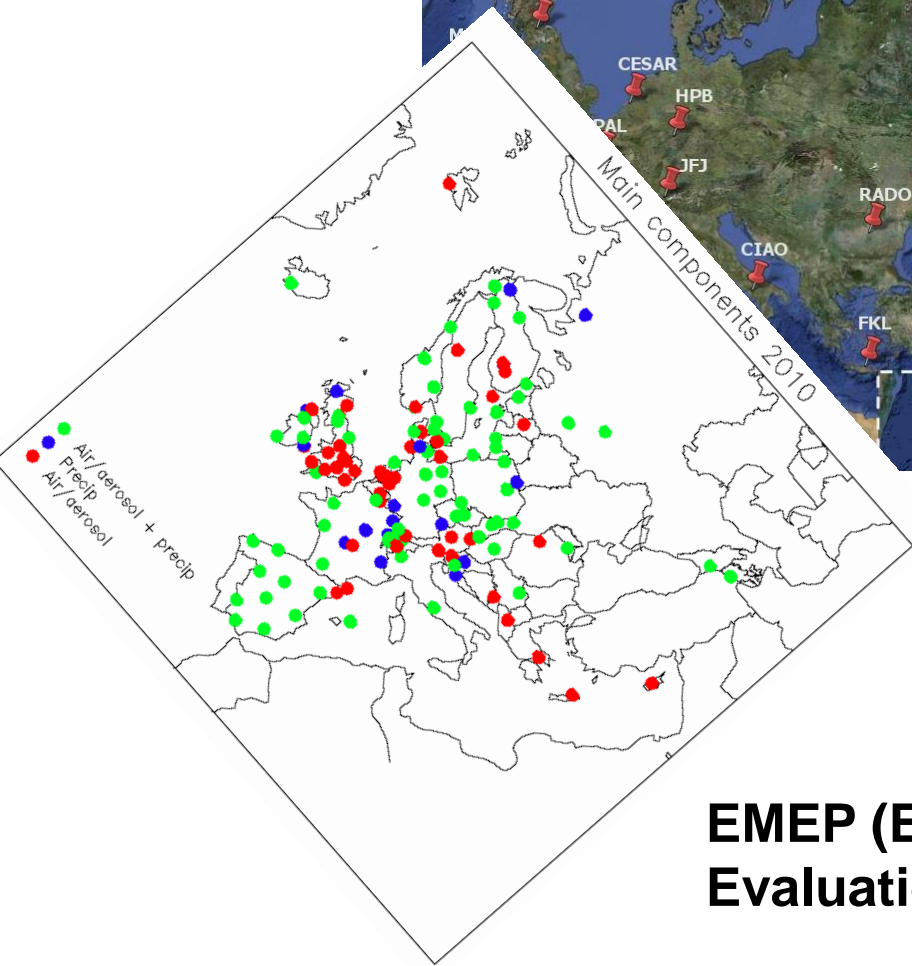 CESAR
HPB
PAL
JFJ
RADO
CIAO
FKL
Main components 2010
Air/aerosol + precip
Precip
Air/aerosol
EMEP (E
Evaluati